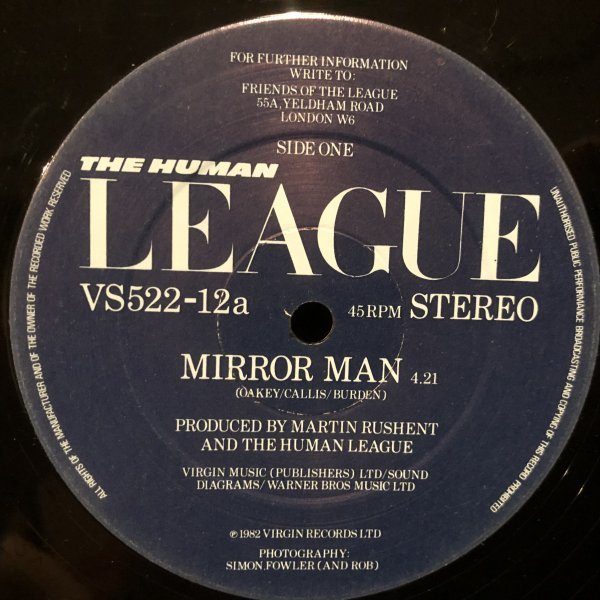 FOR FURTHER INFORMATION
WRITE TO:
FRIENDS OF THE LEAGUE
55A, YELDHAM ROAD
LONDON W6
SIDE ONE
THE HUMAN
LEAGUE
VS522-12a
45RPM STEREO
MIRROR MAN 4.21
(OAKEY/CALLIS/BURDEN)
PRODUCED BY MARTIN RUSHENT
AND THE HUMAN LEAGUE
VIRGIN MUSIC (PUBLISHERS) LTD/SOUND
DIAGRAMS/WARNER BROS MUSIC LTD
℗1982 VIRGIN RECORDS LTD
PHOTOGRAPHY:
SIMON FOWLER (AND ROB)
ALL RIGHTS OF THE MANUFACTURER AND OF THE OWNER OF THE RECORDED WORK RESERVED
UNAUTHORISED PUBLIC PERFORMANCE BROADCASTING AND COPYING OF THIS RECORD PROHIBITED